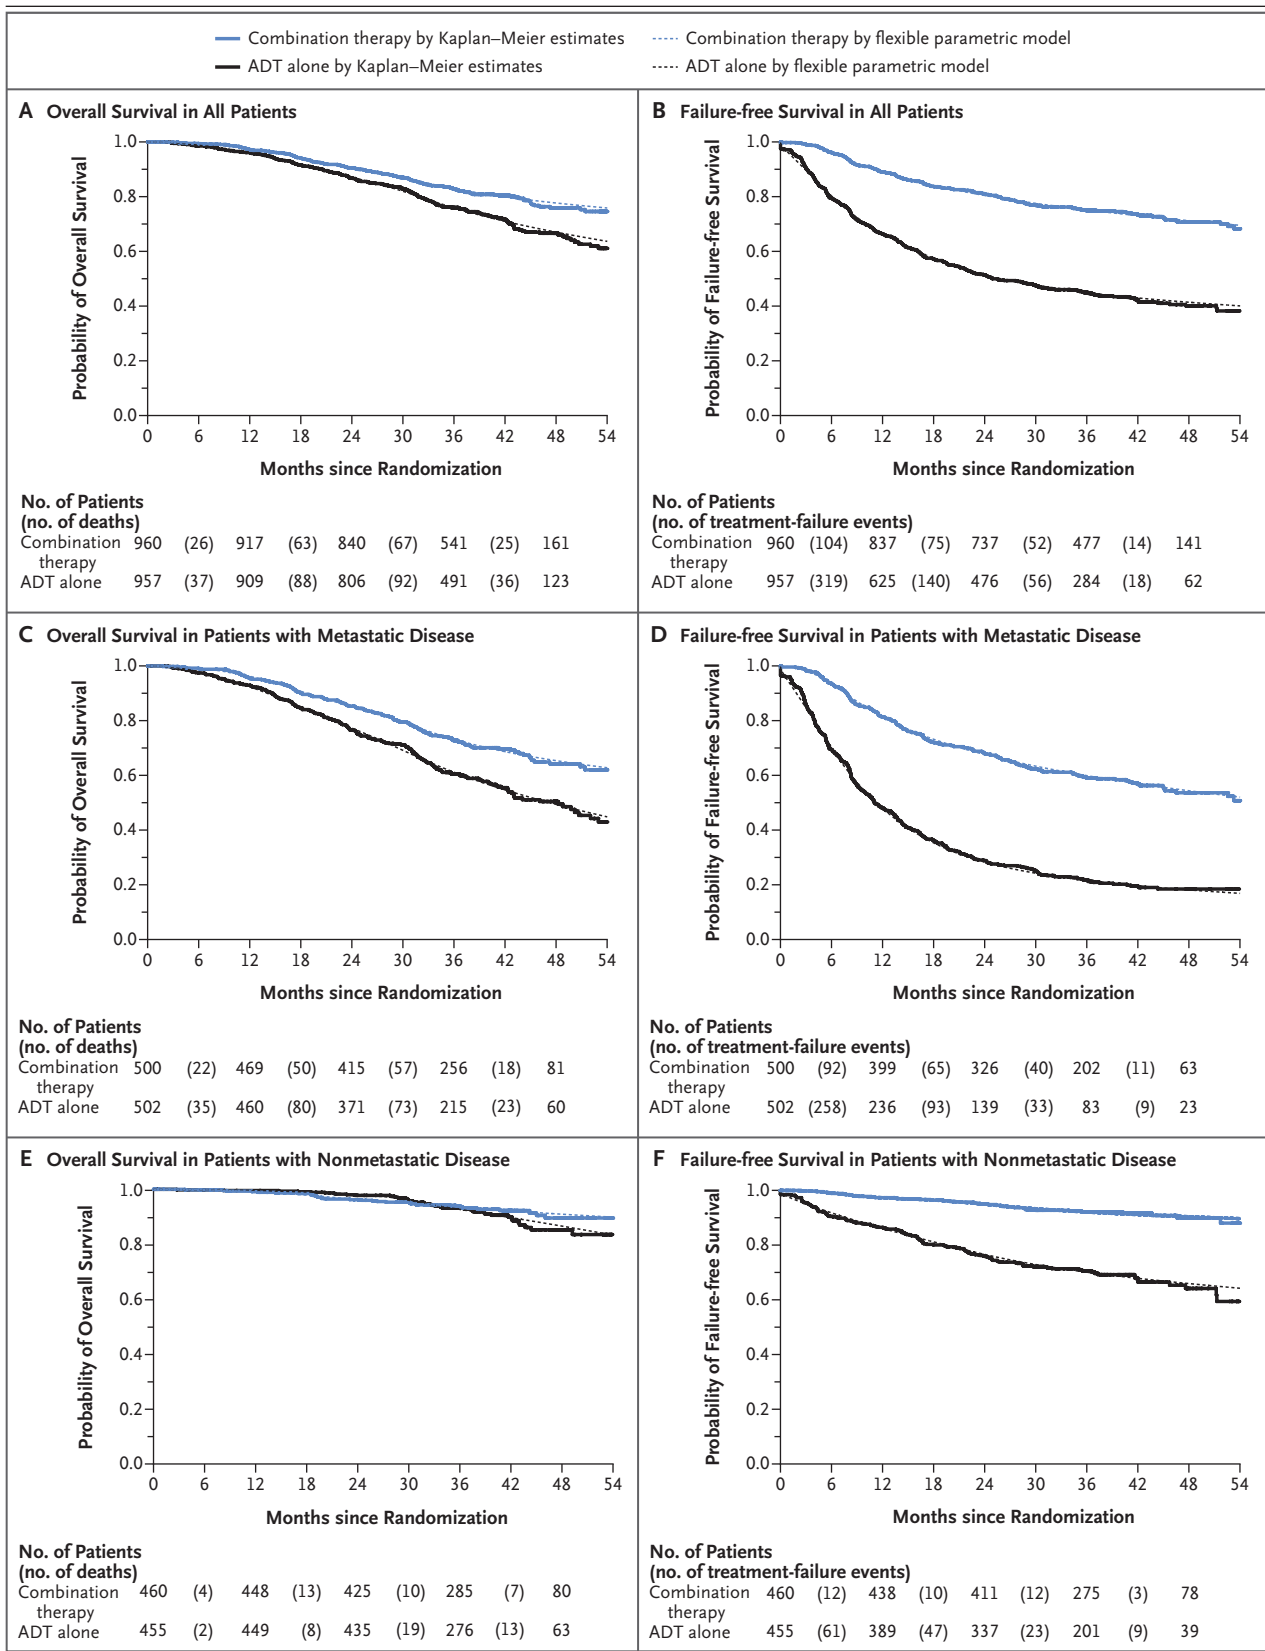 Combination therapy by Kaplan–Meier estimates
Combination therapy by flexible parametric model
ADT alone by Kaplan–Meier estimates
ADT alone by flexible parametric model
A Overall Survival in All Patients
Probability of Overall Survival
1.0
0.8
0.6
0.4
0.2
0.0
0 6 12 18 24 30 36 42 48 54
Months since Randomization
No. of Patients
(no. of deaths)
Combination therapy 960 (26) 917 (63) 840 (67) 541 (25) 161
ADT alone 957 (37) 909 (88) 806 (92) 491 (36) 123
B Failure-free Survival in All Patients
Probability of Failure-free Survival
1.0
0.8
0.6
0.4
0.2
0.0
0 6 12 18 24 30 36 42 48 54
Months since Randomization
No. of Patients
(no. of treatment-failure events)
Combination therapy 960 (104) 837 (75) 737 (52) 477 (14) 141
ADT alone 957 (319) 625 (140) 476 (56) 284 (18) 62
C Overall Survival in Patients with Metastatic Disease
Probability of Overall Survival
1.0
0.8
0.6
0.4
0.2
0.0
0 6 12 18 24 30 36 42 48 54
Months since Randomization
No. of Patients
(no. of deaths)
Combination therapy 500 (22) 469 (50) 415 (57) 256 (18) 81
ADT alone 502 (35) 460 (80) 371 (73) 215 (23) 60
D Failure-free Survival in Patients with Metastatic Disease
Probability of Failure-free Survival
1.0
0.8
0.6
0.4
0.2
0.0
0 6 12 18 24 30 36 42 48 54
Months since Randomization
No. of Patients
(no. of treatment-failure events)
Combination therapy 500 (92) 399 (65) 326 (40) 202 (11) 63
ADT alone 502 (258) 236 (93) 139 (33) 83 (9) 23
E Overall Survival in Patients with Nonmetastatic Disease
Probability of Overall Survival
1.0
0.8
0.6
0.4
0.2
0.0
0 6 12 18 24 30 36 42 48 54
Months since Randomization
No. of Patients
(no. of deaths)
Combination therapy 460 (4) 448 (13) 425 (10) 285 (7) 80
ADT alone 455 (2) 449 (8) 435 (19) 276 (13) 63
F Failure-free Survival in Patients with Nonmetastatic Disease
Probability of Failure-free Survival
1.0
0.8
0.6
0.4
0.2
0.0
0 6 12 18 24 30 36 42 48 54
Months since Randomization
No. of Patients
(no. of treatment-failure events)
Combination therapy 460 (12) 438 (10) 411 (12) 275 (3) 78
ADT alone 455 (61) 389 (47) 337 (23) 201 (9) 39